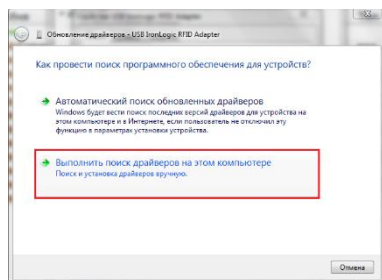 Обновление драйверов - USB IronLogic RFID Adapter
Как провести поиск программного обеспечения для устройств?
Автоматический поиск обновленных драйверов
Windows будет вести поиск последних версий драйверов для устройства на
этом компьютере и в Интернете, если пользователь не отключил эту
функцию в параметрах установки устройства.
Выполнить поиск драйверов на этом компьютере
Поиск и установка драйверов вручную.
Отмена